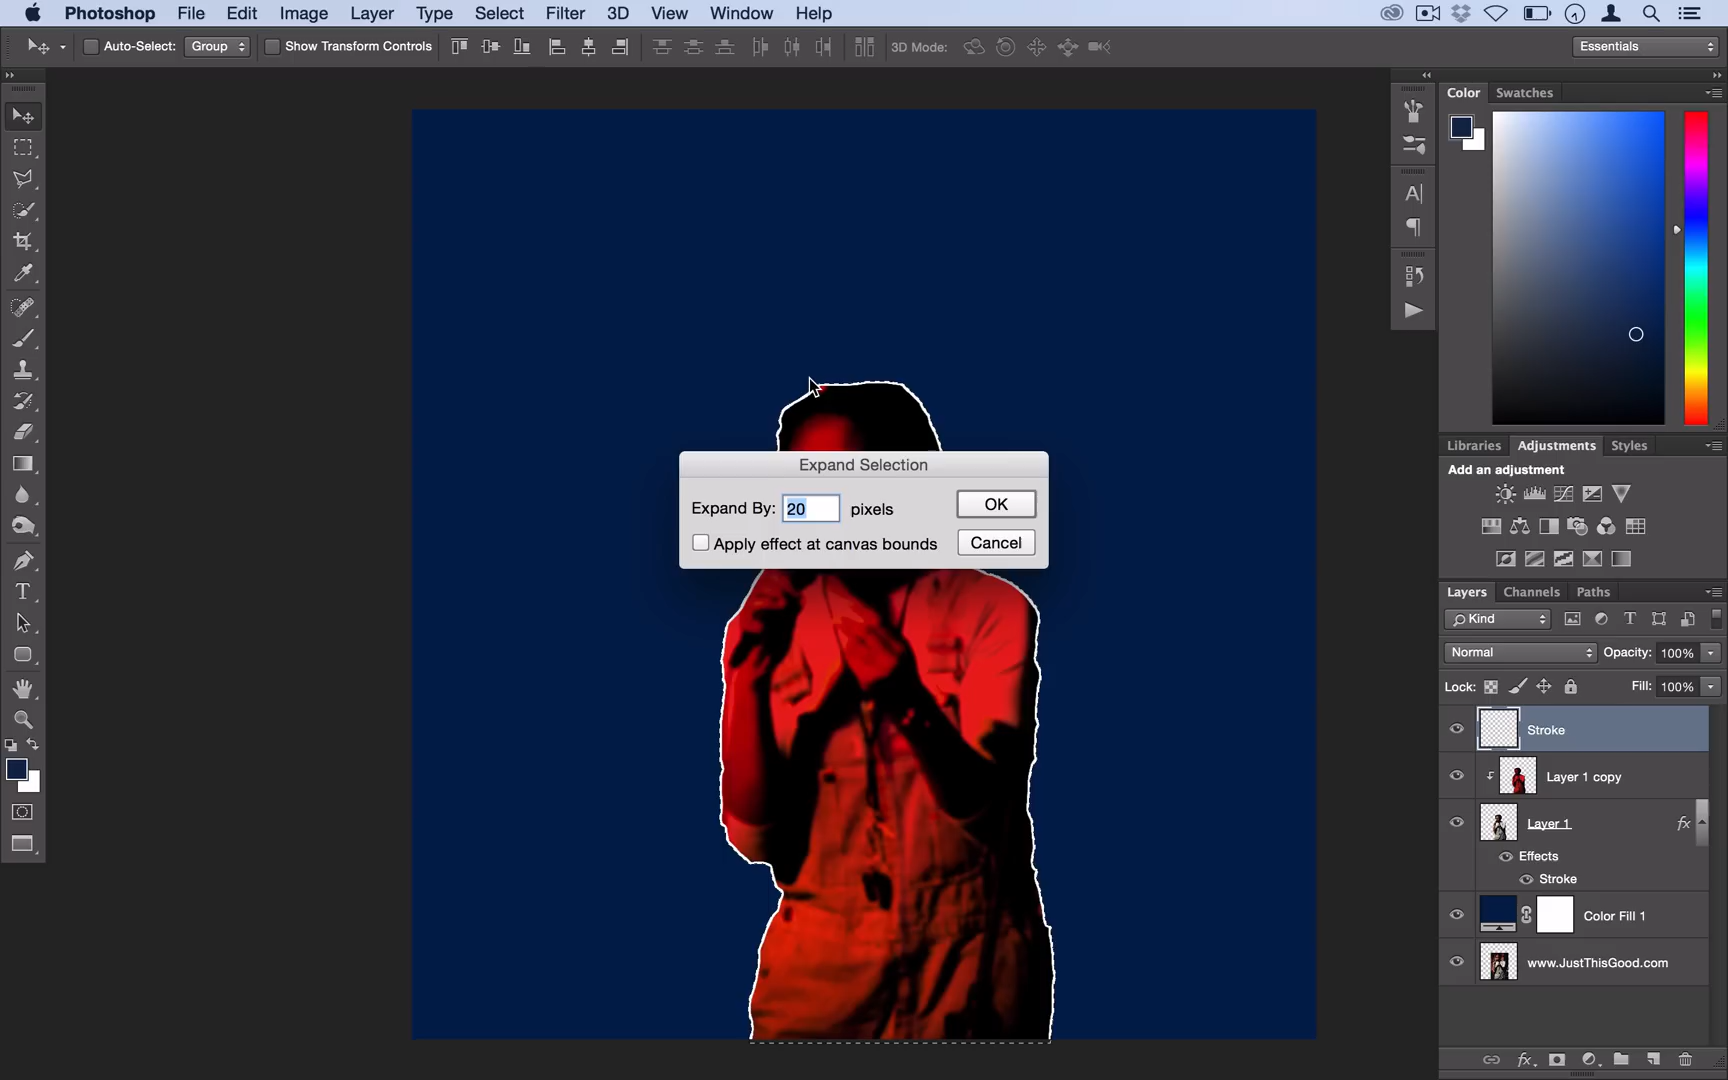 Photoshop File Edit Image Layer Type Select Filter 3D View Window Help
Auto-Select: Group Show Transform Controls 3D Mode: Essentials
Color Swatches
Expand Selection
Expand By: 20 pixels OK
Apply effect at canvas bounds Cancel
Libraries Adjustments Styles
Add an adjustment
Layers Channels Paths
Kind
Normal Opacity: 100%
Lock: Fill: 100%
Stroke
Layer 1 copy
Layer 1 fx
Effects
Stroke
Color Fill 1
www.JustThisGood.com
fx